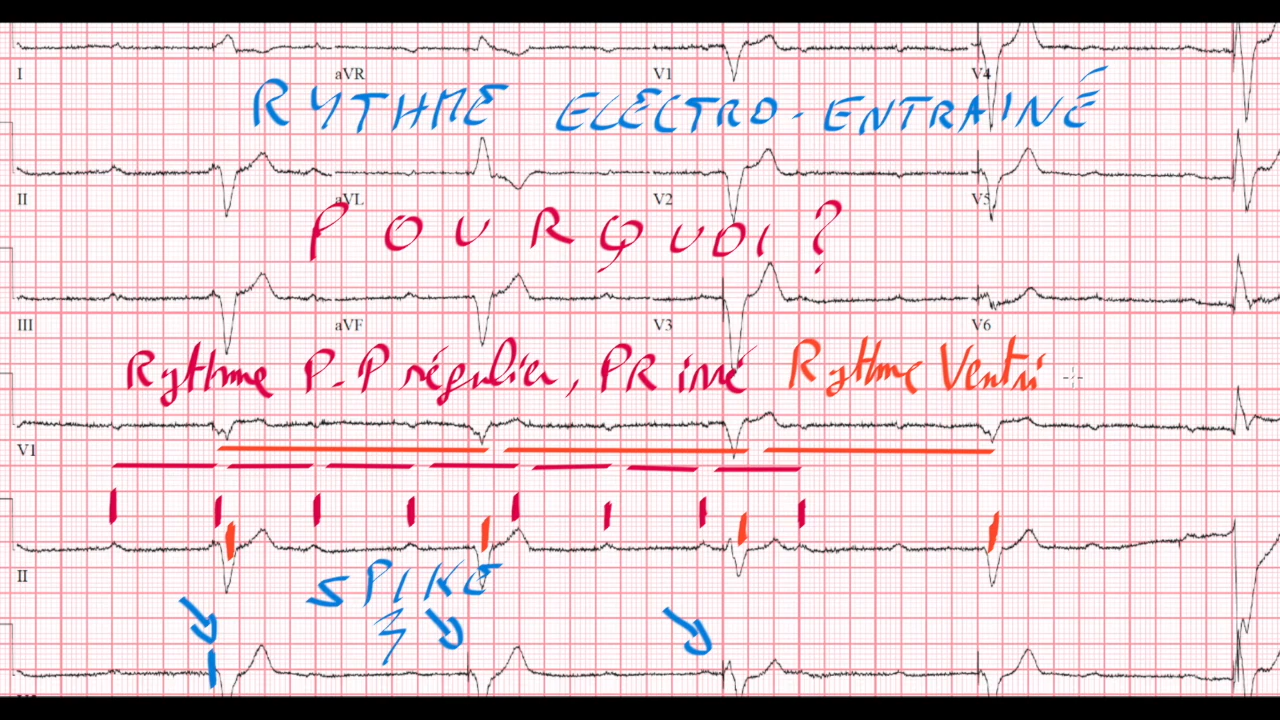 I aVR V1 V4
RYTHME ELECTRO-ENTRAINÉ
II aVL V2 V5
POURQUOI?
III aVF V3 V6
Rythme P-P régulier, PR Rythme Ventri
V1
II
SPIKE